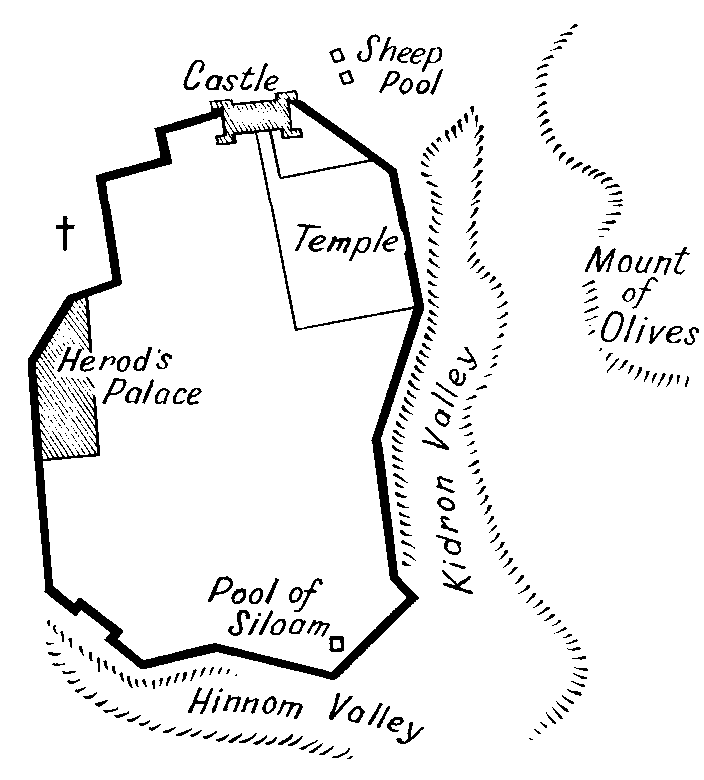 Sheep
Pool
Castle
Temple
Mount
of
Olives
Herod's
Palace
Kidron Valley
Pool of
Siloam
Hinnom Valley